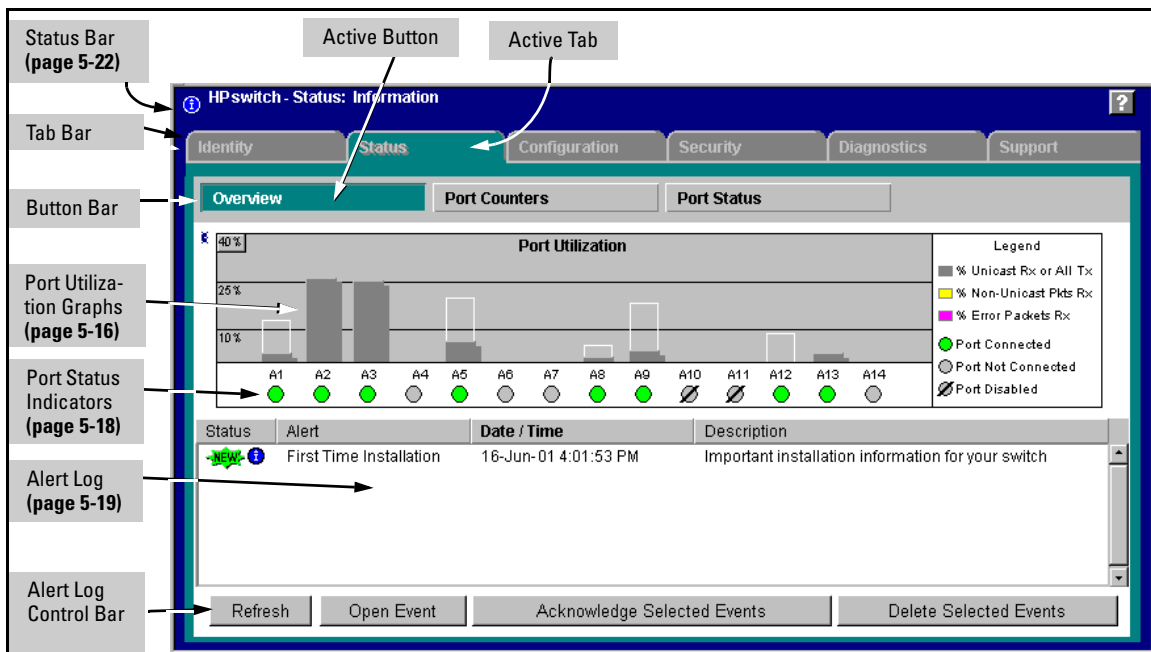 Status Bar
(page 5-22)
Active Button
Active Tab
HPswitch - Status: Information
?
Tab Bar
Identity
Status
Configuration
Security
Diagnostics
Support
Button Bar
Overview
Port Counters
Port Status
Port Utiliza-
tion Graphs
(page 5-16)
40 %
Port Utilization
25 %
10 %
Legend
% Unicast Rx or All Tx
% Non-Unicast Pkts Rx
% Error Packets Rx
Port Connected
Port Not Connected
Port Disabled
Port Status
Indicators
(page 5-18)
A1 A2 A3 A4 A5 A6 A7 A8 A9 A10 A11 A12 A13 A14
Status Alert Date / Time Description
NEW i First Time Installation 16-Jun-01 4:01:53 PM Important installation information for your switch
Alert Log
(page 5-19)
Alert Log
Control Bar
Refresh
Open Event
Acknowledge Selected Events
Delete Selected Events